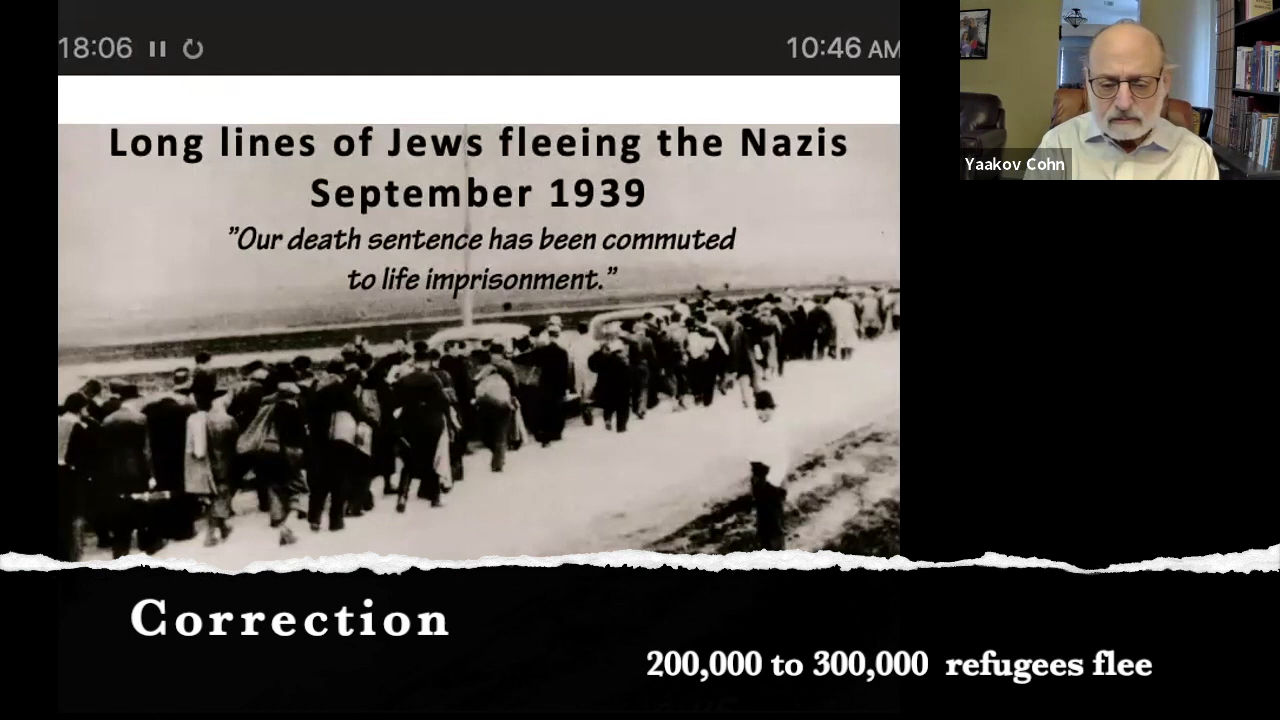 18:06
10:46 AM
Long lines of Jews fleeing the Nazis
September 1939
”Our death sentence has been commuted
to life imprisonment.”
Yaakov Cohn
Correction
200,000 to 300,000 refugees flee